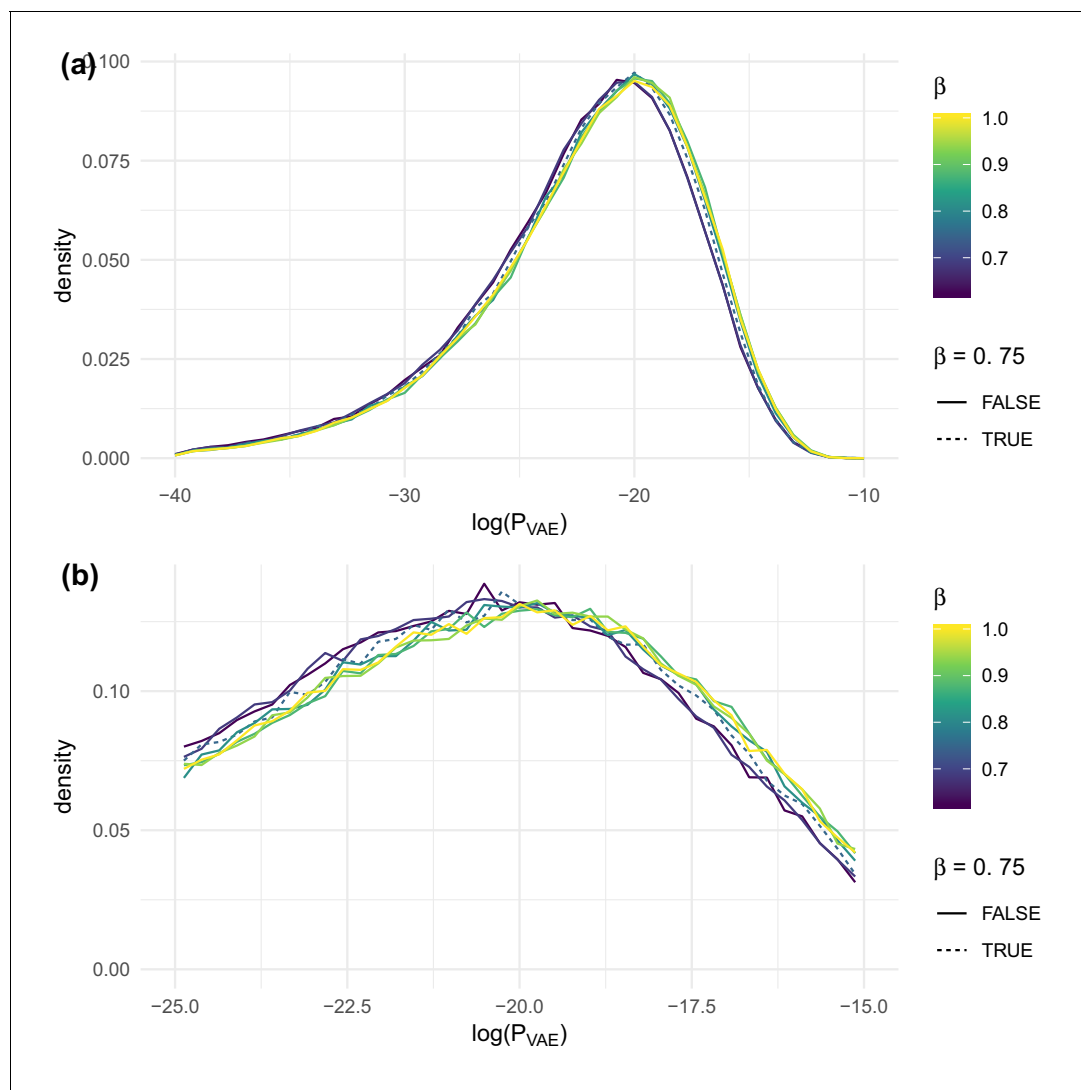 (a)
0.100
0.075
0.050
0.025
0.000
density
−40
−30
−20
−10
log(P_VAE)
β
1.0
0.9
0.8
0.7
β = 0. 75
FALSE
TRUE
(b)
0.10
0.05
0.00
density
−25.0
−22.5
−20.0
−17.5
−15.0
log(P_VAE)
β
1.0
0.9
0.8
0.7
β = 0. 75
FALSE
TRUE